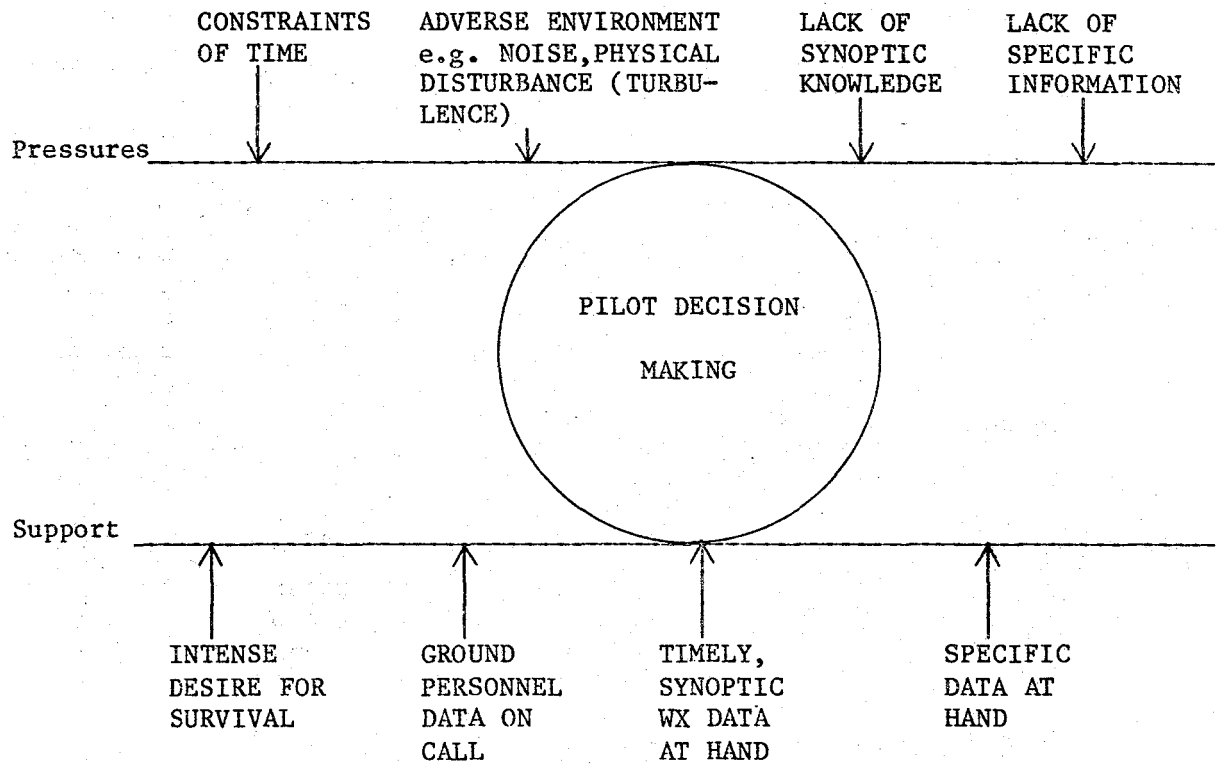 CONSTRAINTS
OF TIME
ADVERSE ENVIRONMENT
e.g. NOISE,PHYSICAL
DISTURBANCE (TURBU-
LENCE)
LACK OF
SYNOPTIC
KNOWLEDGE
LACK OF
SPECIFIC
INFORMATION
Pressures
PILOT DECISION
MAKING
Support
INTENSE
DESIRE FOR
SURVIVAL
GROUND
PERSONNEL
DATA ON
CALL
TIMELY,
SYNOPTIC
WX DATA
AT HAND
SPECIFIC
DATA AT
HAND